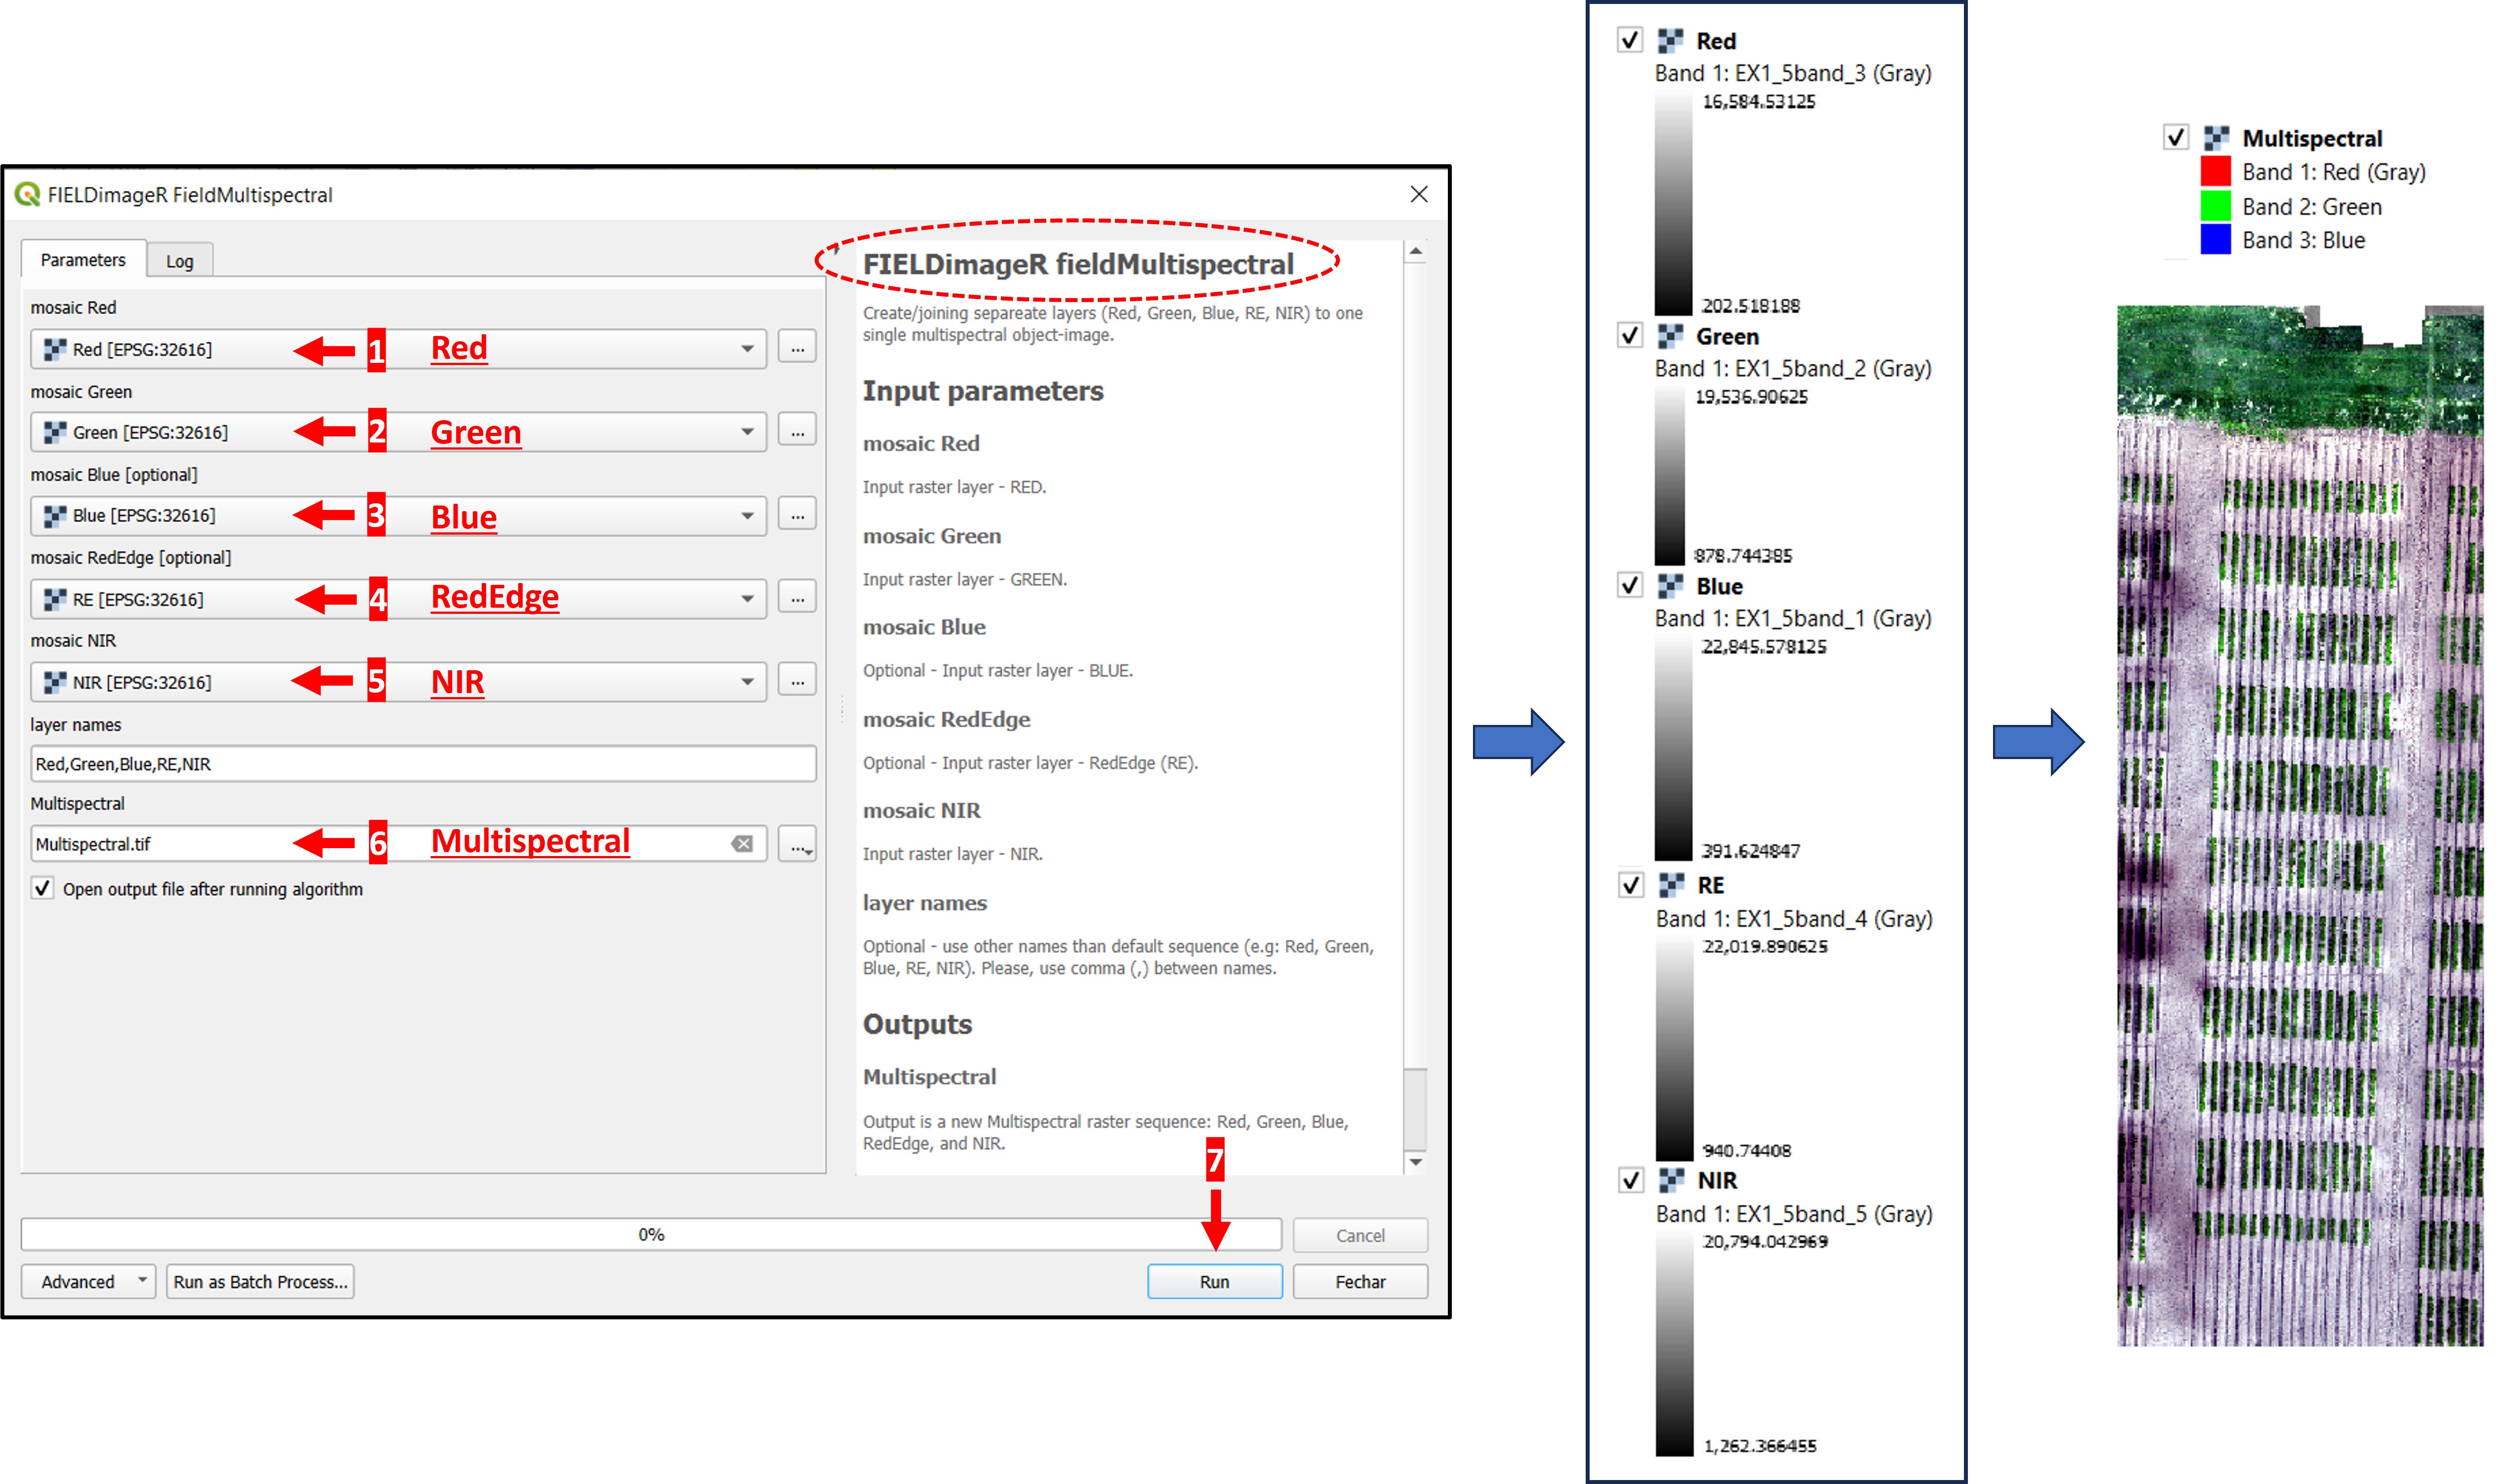 FIELDimageR FieldMultispectral
Parameters
Log
mosaic Red
Red [EPSG:32616]
1
Red
...
mosaic Green
Green [EPSG:32616]
2
Green
...
mosaic Blue [optional]
Blue [EPSG:32616]
3
Blue
...
mosaic RedEdge [optional]
RE [EPSG:32616]
4
RedEdge
...
mosaic NIR
NIR [EPSG:32616]
5
NIR
...
layer names
Red,Green,Blue,RE,NIR
Multispectral
Multispectral.tif
6
Multispectral
...
Open output file after running algorithm
FIELDimageR fieldMultispectral
Create/joining separeate layers (Red, Green, Blue, RE, NIR) to one
single multispectral object-image.
Input parameters
mosaic Red
Input raster layer - RED.
mosaic Green
Input raster layer - GREEN.
mosaic Blue
Optional - Input raster layer - BLUE.
mosaic RedEdge
Optional - Input raster layer - RedEdge (RE).
mosaic NIR
Input raster layer - NIR.
layer names
Optional - use other names than default sequence (e.g: Red, Green,
Blue, RE, NIR). Please, use comma (,) between names.
Outputs
Multispectral
Output is a new Multispectral raster sequence: Red, Green, Blue,
RedEdge, and NIR.
7
0%
Cancel
Advanced
Run as Batch Process...
Run
Fechar
Red
Band 1: EX1_5band_3 (Gray)
16,584.53125
202.518188
Green
Band 1: EX1_5band_2 (Gray)
19,536.90625
878.744385
Blue
Band 1: EX1_5band_1 (Gray)
22,845.578125
391.624847
RE
Band 1: EX1_5band_4 (Gray)
22,019.890625
940.74408
NIR
Band 1: EX1_5band_5 (Gray)
20,794.042969
1,262.366455
Multispectral
Band 1: Red (Gray)
Band 2: Green
Band 3: Blue